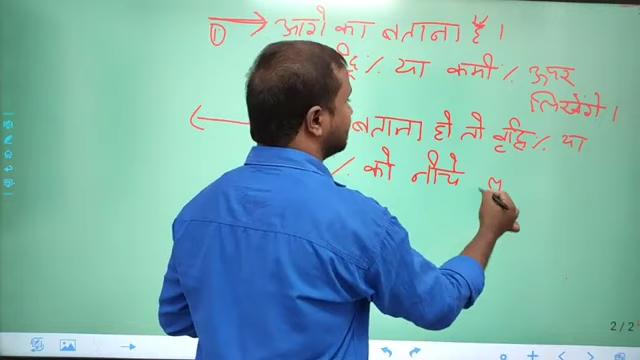 ① → आगे का बताना है।
% या कमी % ऊपर
लिखेंगे।
← बताना हो तो वृद्धि % या
% को नीचे
2/2